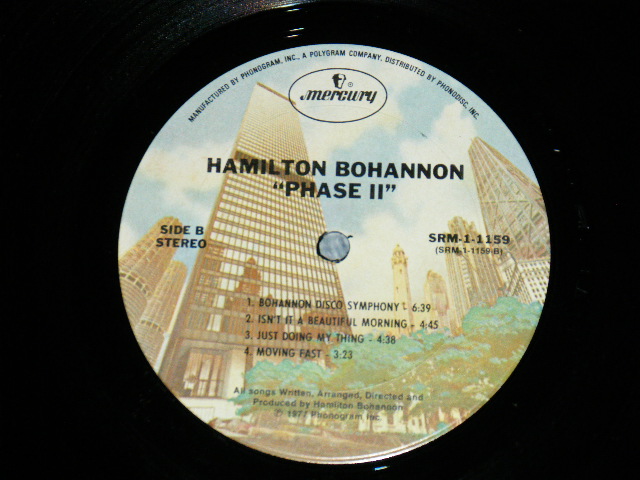 MANUFACTURED BY PHONOGRAM, INC., A POLYGRAM COMPANY, DISTRIBUTED BY PHONODISC, INC.
mercury
HAMILTON BOHANNON
"PHASE II"
SIDE B
STEREO
SRM-1-1159
(SRM-1-1159-B)
1. BOHANNON DISCO SYMPHONY - 6:39
2. ISN'T IT A BEAUTIFUL MORNING - 4:45
3. JUST DOING MY THING - 4:38
4. MOVING FAST - 3:23
All songs Written, Arranged, Directed and
Produced by Hamilton Bohannon
© 1977 Phonogram Inc.